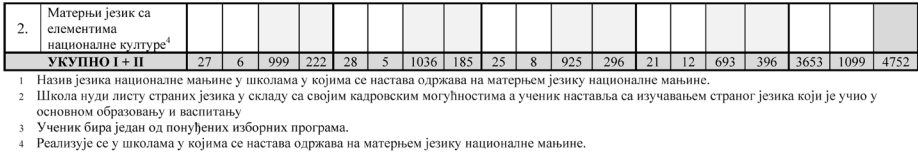 2. Матерњи језик са
елементима
националне културе4
УКУПНО I + II 27 6 999 222 28 5 1036 185 25 8 925 296 21 12 693 396 3653 1099 4752
1 Назив језика националне мањине у школама у којима се настава одржава на матерњем језику националне мањине.
2 Школа нуди листу страних језика у складу са својим кадровским могућностима а ученик наставља са изучавањем страног језика који је учио у
основном образовању и васпитању
3 Ученик бира један од понуђених изборних програма.
4 Реализује се у школама у којима се настава одржава на матерњем језику националне мањине.